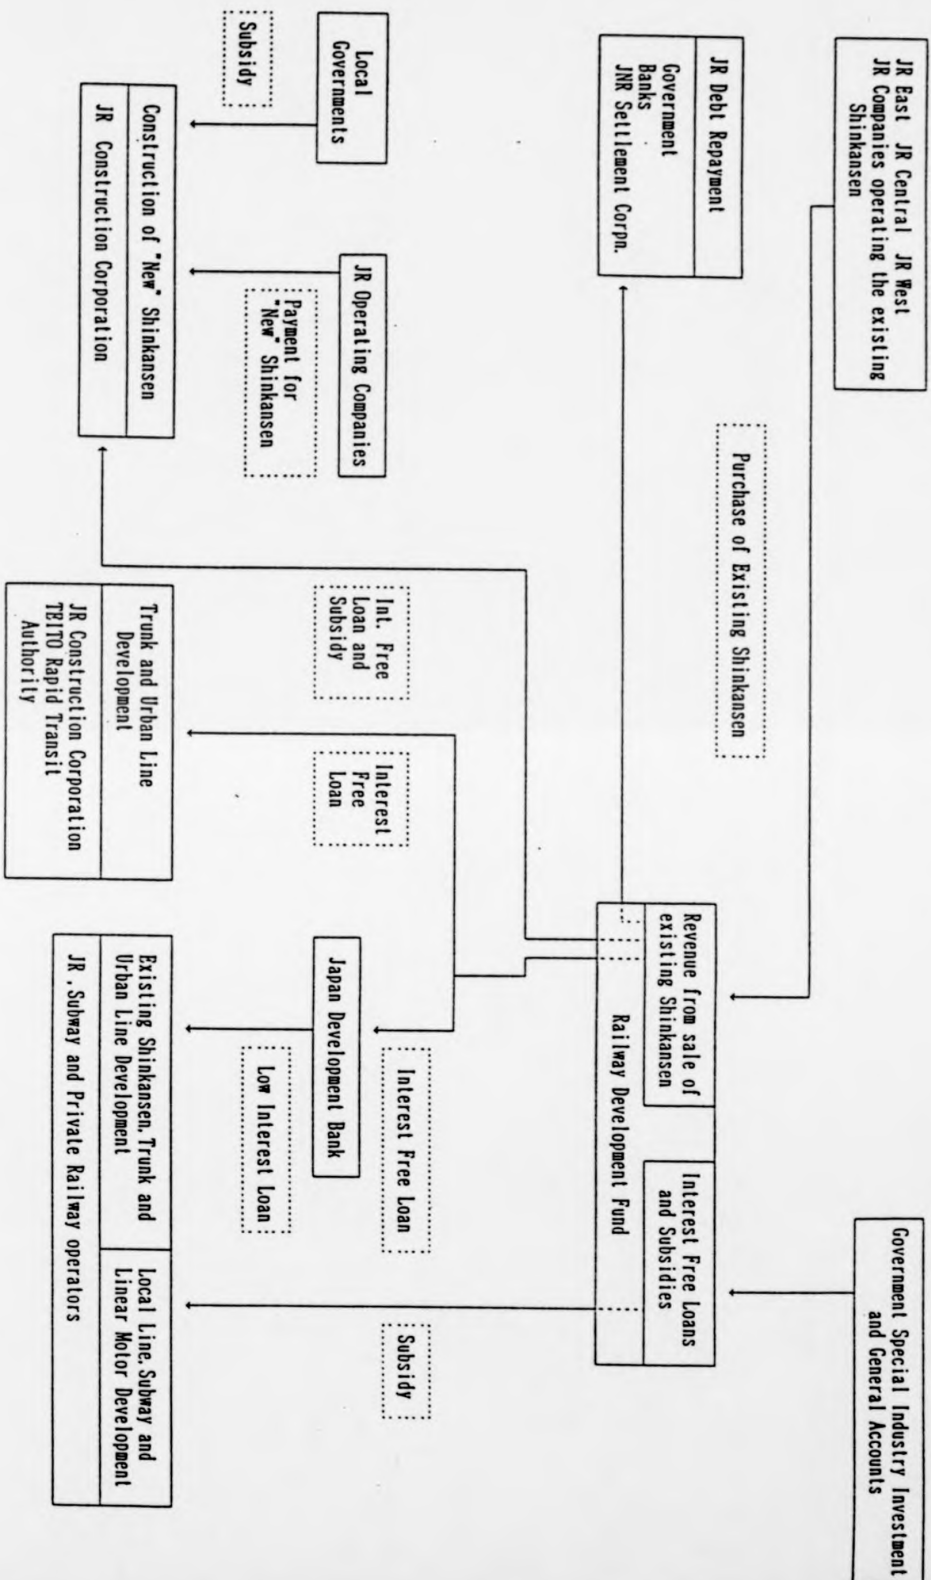 JR East JR Central JR West
JR Companies operating the existing
Shinkansen
Government Special Industry Investment
and General Accounts
Purchase of Existing Shinkansen
JR Debt Repayment
Government
Banks
JNR Settlement Corpn.
Revenue from sale of
existing Shinkansen
Interest Free Loans
and Subsidies
Railway Development Fund
Local
Governments
Subsidy
JR Operating Companies
Payment for
"New" Shinkansen
Int. Free
Loan and
Subsidy
Interest
Free
Loan
Interest Free Loan
Japan Development Bank
Low Interest Loan
Subsidy
Construction of "New" Shinkansen
JR Construction Corporation
Trunk and Urban Line
Development
JR Construction Corporation
TEITO Rapid Transit
Authority
Existing Shinkansen, Trunk and
Urban Line Development
Local Line, Subway and
Linear Motor Development
JR , Subway and Private Railway operators